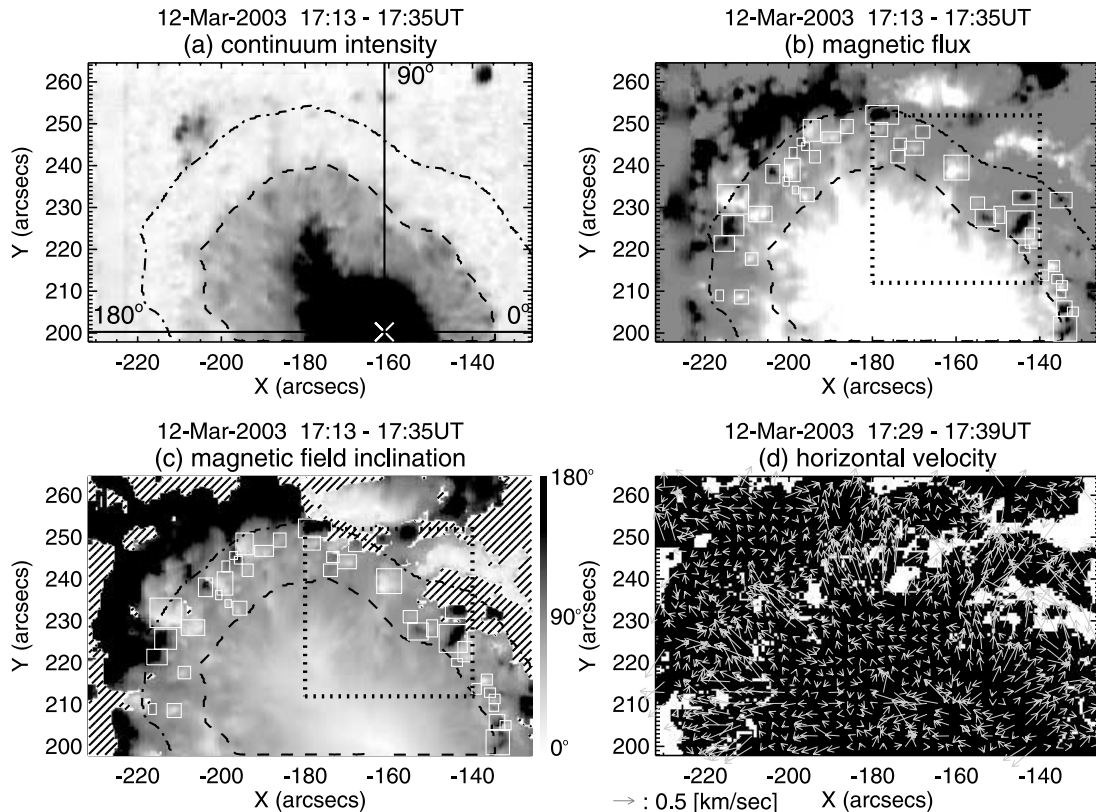 12-Mar-2003 17:13 - 17:35UT
(a) continuum intensity
260
250
240
230
220
210
200
Y (arcsecs)
90°
180°
0°
-220 -200 -180 -160 -140
X (arcsecs)
12-Mar-2003 17:13 - 17:35UT
(b) magnetic flux
260
250
240
230
220
210
200
Y (arcsecs)
-220 -200 -180 -160 -140
X (arcsecs)
12-Mar-2003 17:13 - 17:35UT
(c) magnetic field inclination
260
250
240
230
220
210
200
Y (arcsecs)
-220 -200 -180 -160 -140
X (arcsecs)
180°
90°
0°
12-Mar-2003 17:29 - 17:39UT
(d) horizontal velocity
260
250
240
230
220
210
200
Y (arcsecs)
-220 -200 -180 -160 -140
: 0.5 [km/sec] X (arcsecs)